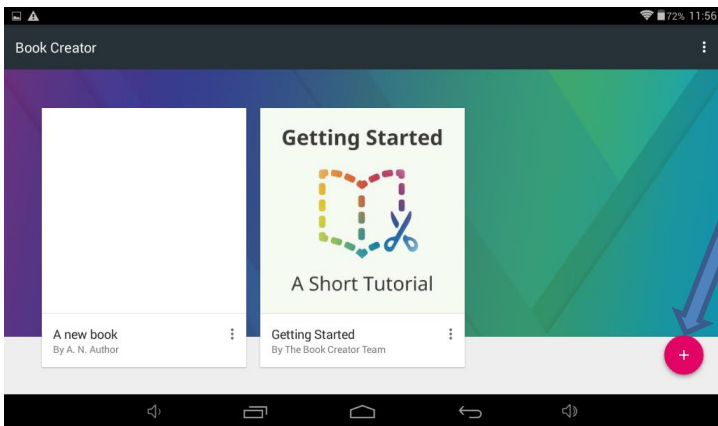 72% 11:56
Book Creator
Getting Started
A Short Tutorial
A new book
By A. N. Author
Getting Started
By The Book Creator Team
+